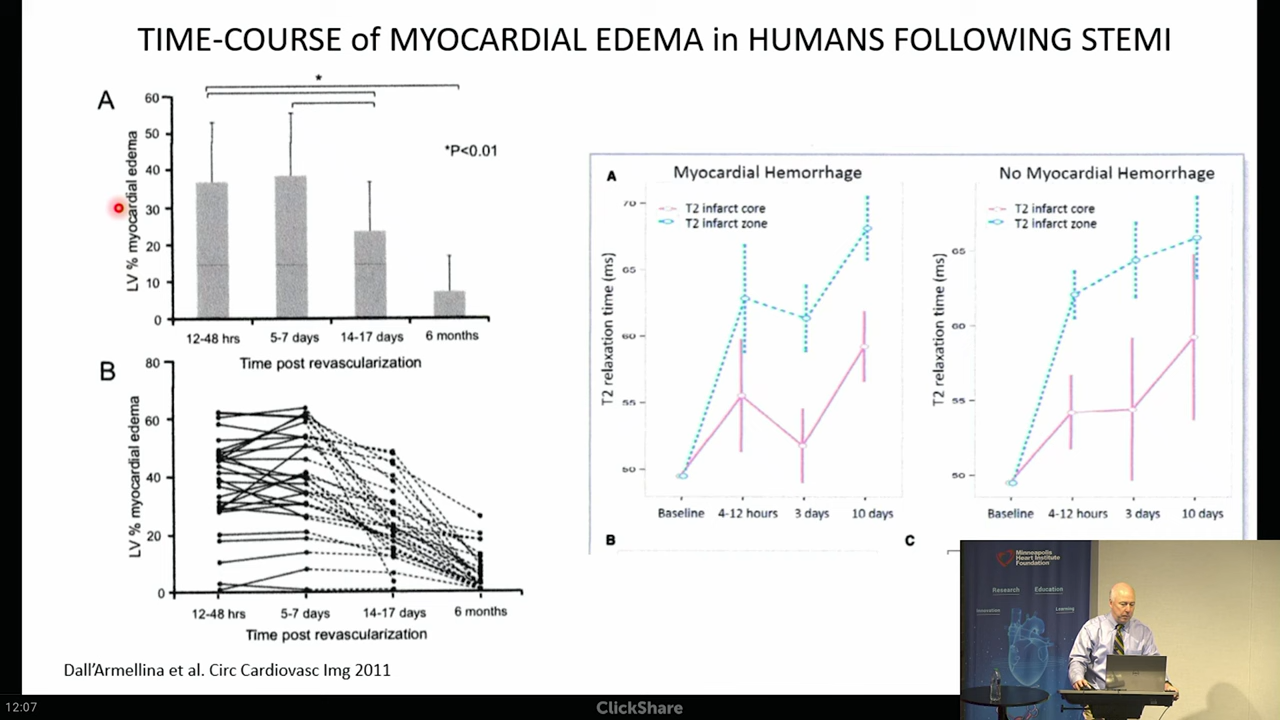 TIME-COURSE of MYOCARDIAL EDEMA in HUMANS FOLLOWING STEMI
A
LV % myocardial edema
60
50
40
30
20
10
0
*
*P<0.01
12-48 hrs 5-7 days 14-17 days 6 months
Time post revascularization
B
LV % myocardial edema
80
60
40
20
0
12-48 hrs 5-7 days 14-17 days 6 months
Time post revascularization
Dall'Armellina et al. Circ Cardiovasc Img 2011
A
Myocardial Hemorrhage
T2 infarct core
T2 infarct zone
T2 relaxation time (ms)
70
65
60
55
50
Baseline 4-12 hours 3 days 10 days
No Myocardial Hemorrhage
T2 infarct core
T2 infarct zone
T2 relaxation time (ms)
65
60
55
50
Baseline 4-12 hours 3 days 10 days
B
C
Minneapolis
Heart Institute
Foundation
Research Education
Innovation Learning
12:07
ClickShare